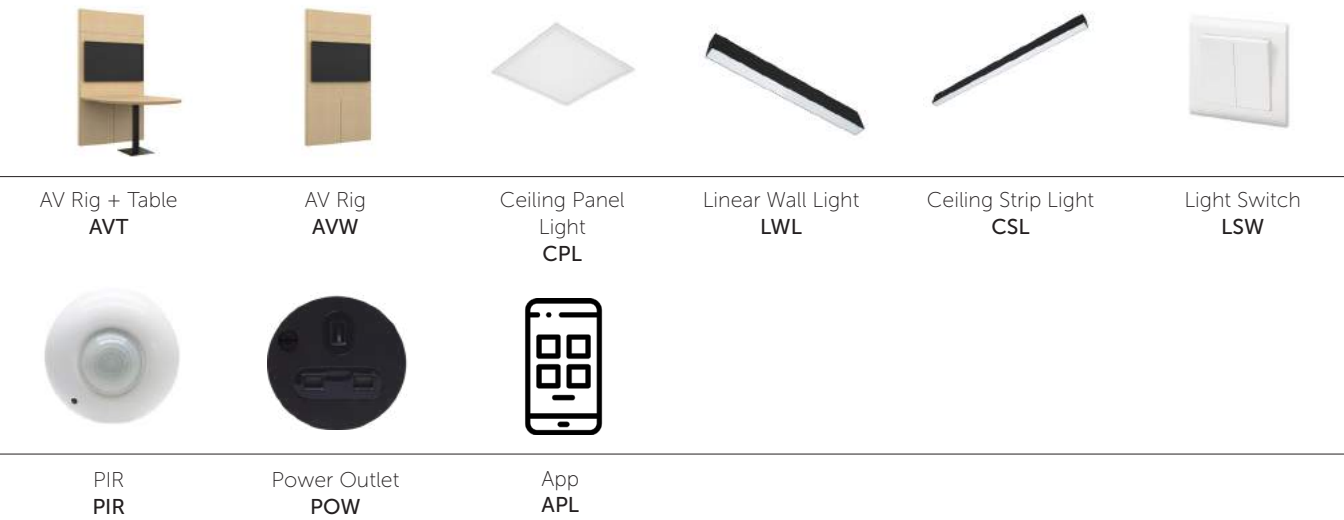 AV Rig + Table
AVT
AV Rig
AVW
Ceiling Panel
Light
CPL
Linear Wall Light
LWL
Ceiling Strip Light
CSL
Light Switch
LSW
PIR
PIR
Power Outlet
POW
App
APL